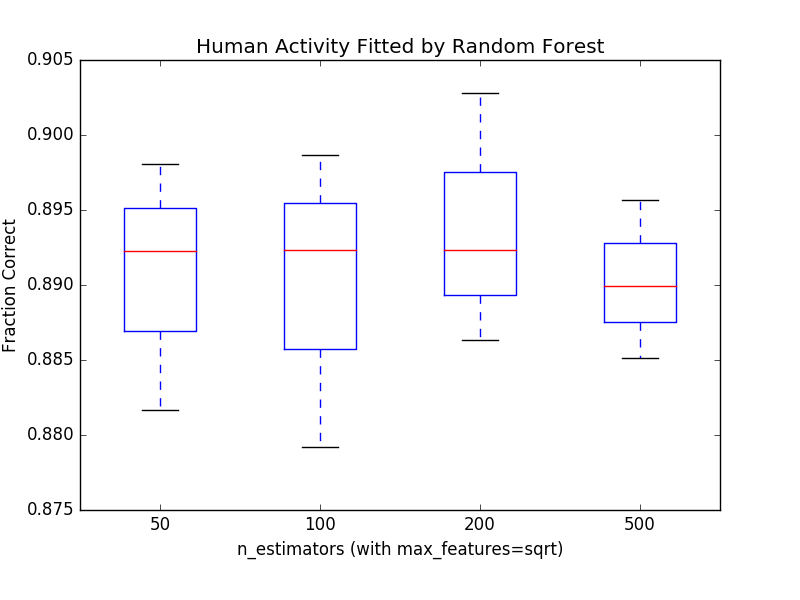 Human Activity Fitted by Random Forest
0.905
0.900
0.895
0.890
0.885
0.880
0.875
Fraction Correct
50 100 200 500
n_estimators (with max_features=sqrt)